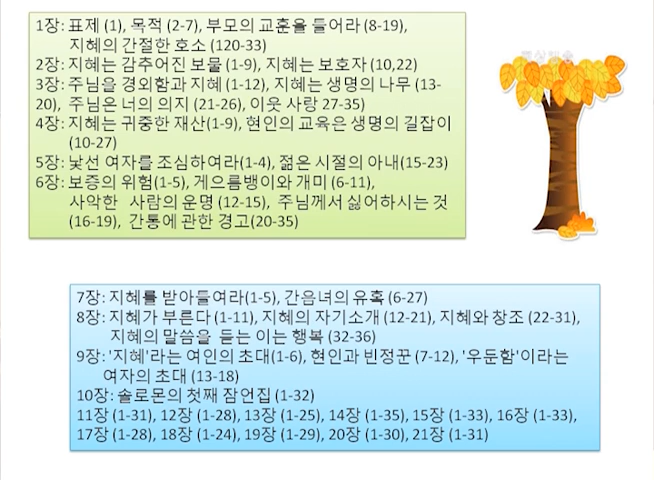 1장: 표제 (1), 목적 (2-7), 부모의 교훈을 들어라 (8-19),
지혜의 간절한 호소 (120-33)
2장: 지혜는 감추어진 보물 (1-9), 지혜는 보호자 (10,22)
3장: 주님을 경외함과 지혜 (1-12), 지혜는 생명의 나무 (13-
20), 주님은 너의 의지 (21-26), 이웃 사랑 27-35)
4장: 지혜는 귀중한 재산(1-9), 현인의 교육은 생명의 길잡이
(10-27)
5장: 낯선 여자를 조심하여라(1-4), 젊은 시절의 아내(15-23)
6장: 보증의 위험(1-5), 게으름뱅이와 개미 (6-11),
사악한 사람의 운명 (12-15), 주님께서 싫어하시는 것
(16-19), 간통에 관한 경고(20-35)
7장: 지혜를 받아들여라(1-5), 간음녀의 유혹 (6-27)
8장: 지혜가 부른다 (1-11), 지혜의 자기소개 (12-21), 지혜와 창조 (22-31),
지혜의 말씀을 듣는 이는 행복 (32-36)
9장: '지혜'라는 여인의 초대(1-6), 현인과 빈정꾼 (7-12), '우둔함'이라는
여자의 초대 (13-18)
10장: 솔로몬의 첫째 잠언집 (1-32)
11장 (1-31), 12장 (1-28), 13장 (1-25), 14장 (1-35), 15장 (1-33), 16장 (1-33),
17장 (1-28), 18장 (1-24), 19장 (1-29), 20장 (1-30), 21장 (1-31)